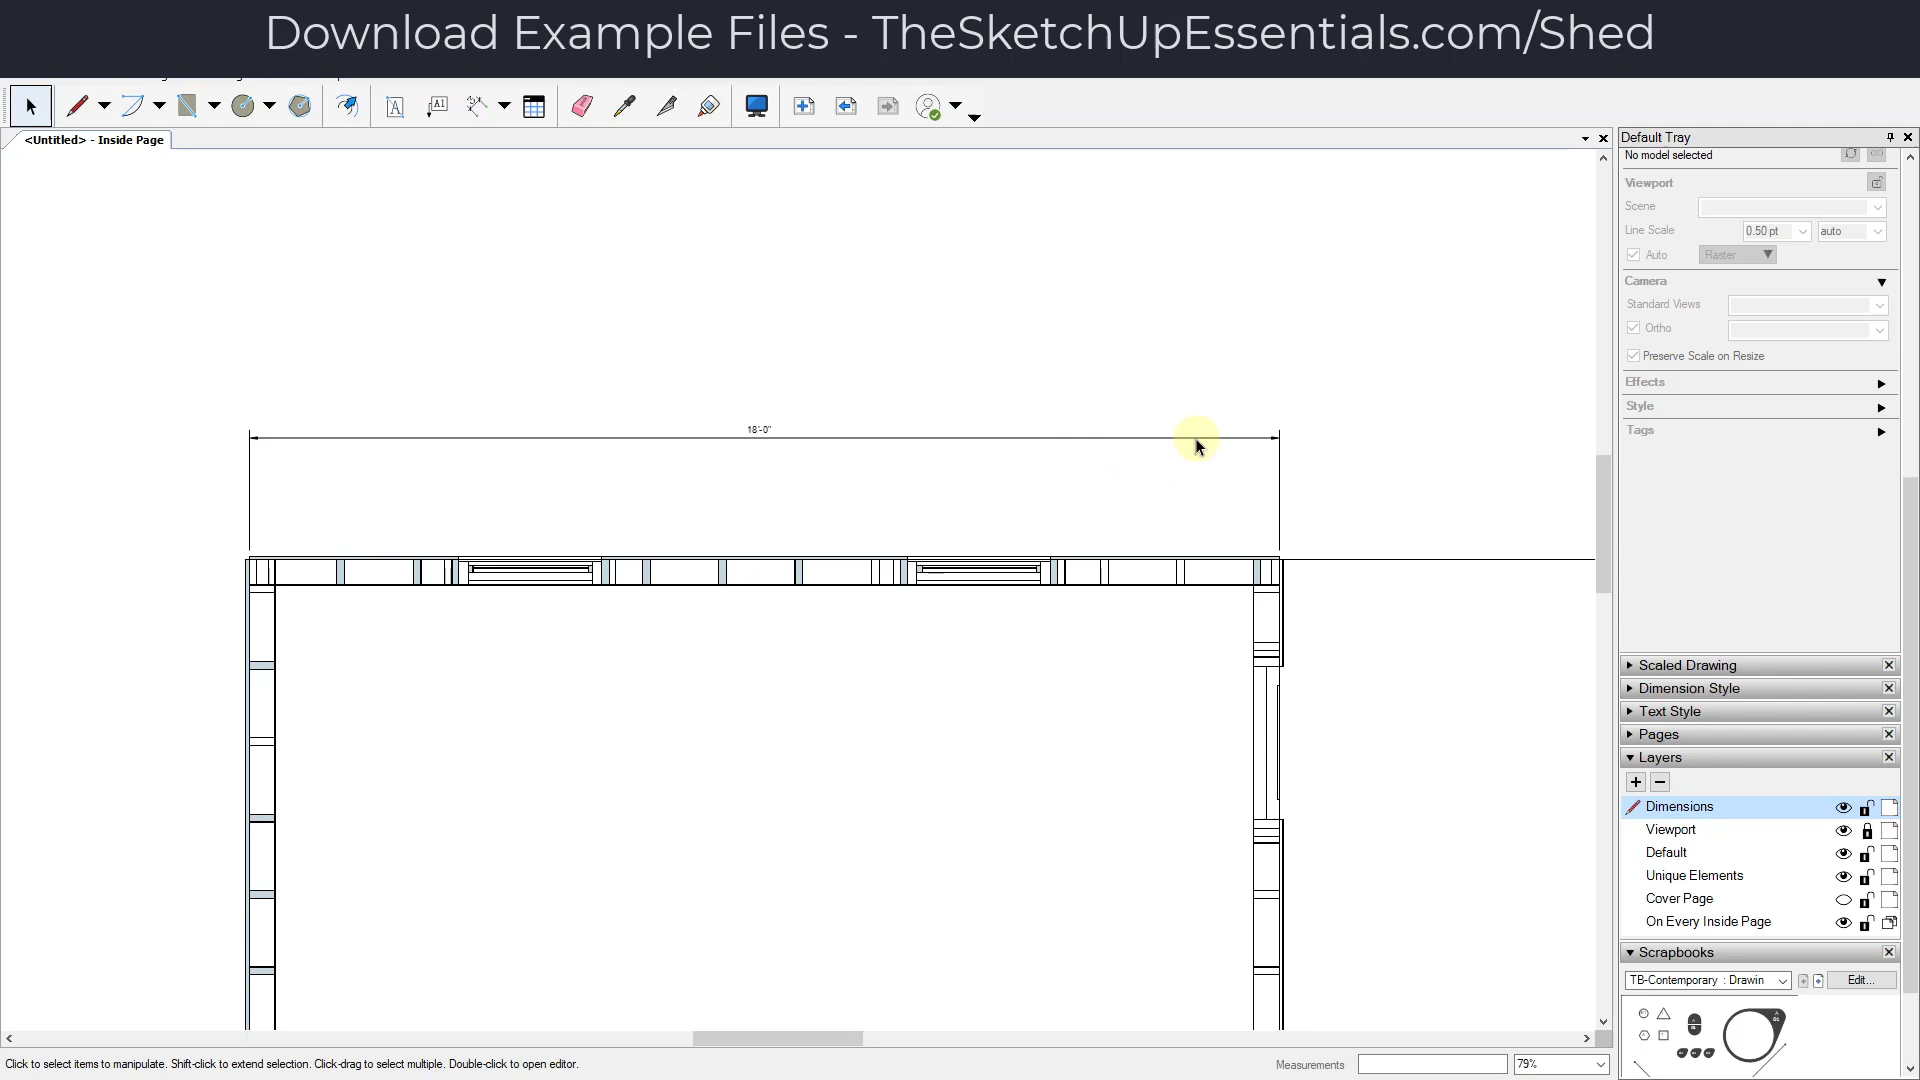 Download Example Files - TheSketchUpEssentials.com/Shed
A1
<Untitled> - Inside Page
Default Tray
No model selected
Viewport
Scene
Line Scale
0.50 pt
auto
Auto
Raster
Camera
Standard Views
Ortho
Preserve Scale on Resize
Effects
Style
Tags
18'-0"
Scaled Drawing
Dimension Style
Text Style
Pages
Layers
Dimensions
Viewport
Default
Unique Elements
Cover Page
On Every Inside Page
Scrapbooks
TB-Contemporary : Drawin
Edit...
Click to select items to manipulate. Shift-click to extend selection. Click-drag to select multiple. Double-click to open editor.
Measurements
79%